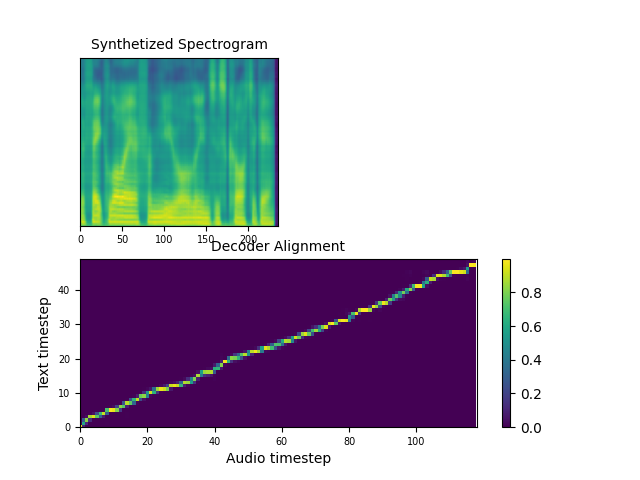 Synthetized Spectrogram
0 50 100 150 200
Decoder Alignment
Text timestep
40
30
20
10
0
0 20 40 60 80 100
Audio timestep
0.8
0.6
0.4
0.2
0.0